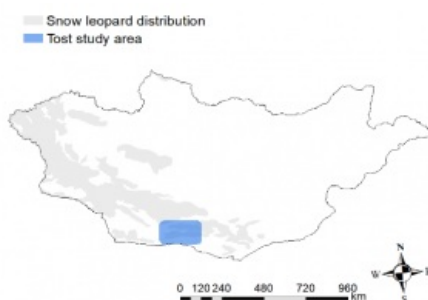 Snow leopard distribution
Tost study area
N
W E
S
0 120 240 480 720 960
km